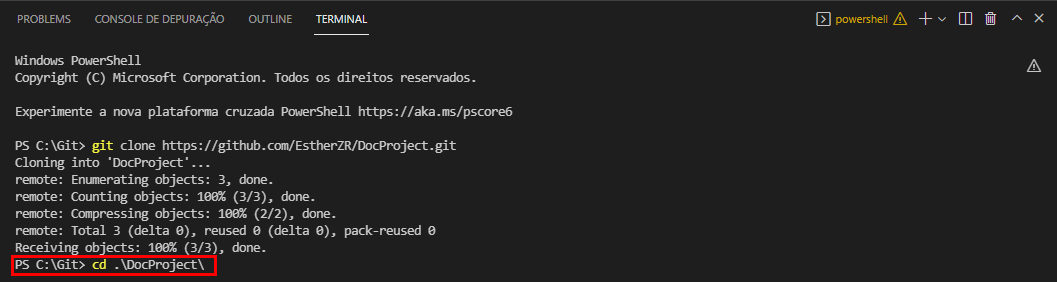 PROBLEMS CONSOLE DE DEPURAÇÃO OUTLINE TERMINAL powershell
Windows PowerShell
Copyright (C) Microsoft Corporation. Todos os direitos reservados.
Experimente a nova plataforma cruzada PowerShell https://aka.ms/pscore6
PS C:\Git> git clone https://github.com/EstherZR/DocProject.git
Cloning into 'DocProject'...
remote: Enumerating objects: 3, done.
remote: Counting objects: 100% (3/3), done.
remote: Compressing objects: 100% (2/2), done.
remote: Total 3 (delta 0), reused 0 (delta 0), pack-reused 0
Receiving objects: 100% (3/3), done.
PS C:\Git> cd .\DocProject\